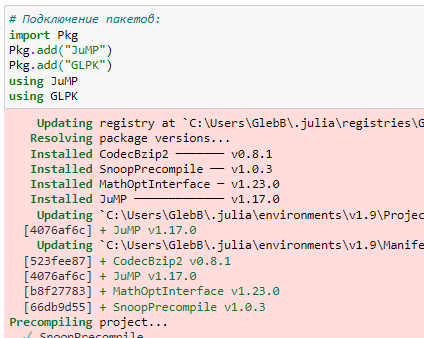 # Подключение пакетов:
import Pkg
Pkg.add("JuMP")
Pkg.add("GLPK")
using JuMP
using GLPK
Updating registry at `C:\Users\GlebB\.julia\registries\G
Resolving package versions...
Installed CodecBzip2 ─────── v0.8.1
Installed SnoopPrecompile ── v1.0.3
Installed MathOptInterface ─ v1.23.0
Installed JuMP ───────────── v1.17.0
Updating `C:\Users\GlebB\.julia\environments\v1.9\Projec
[4076af6c] + JuMP v1.17.0
Updating `C:\Users\GlebB\.julia\environments\v1.9\Manife
[523fee87] + CodecBzip2 v0.8.1
[4076af6c] + JuMP v1.17.0
[b8f27783] + MathOptInterface v1.23.0
[66db9d55] + SnoopPrecompile v1.0.3
Precompiling project...
✓ SnoopPrecompile